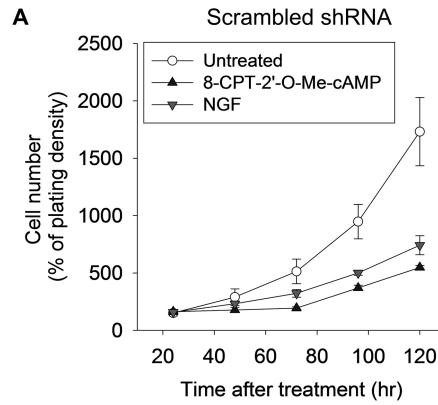 A
Scrambled shRNA
Untreated
8-CPT-2'-O-Me-cAMP
NGF
Cell number
(% of plating density)
2500
2000
1500
1000
500
0
20 40 60 80 100 120
Time after treatment (hr)